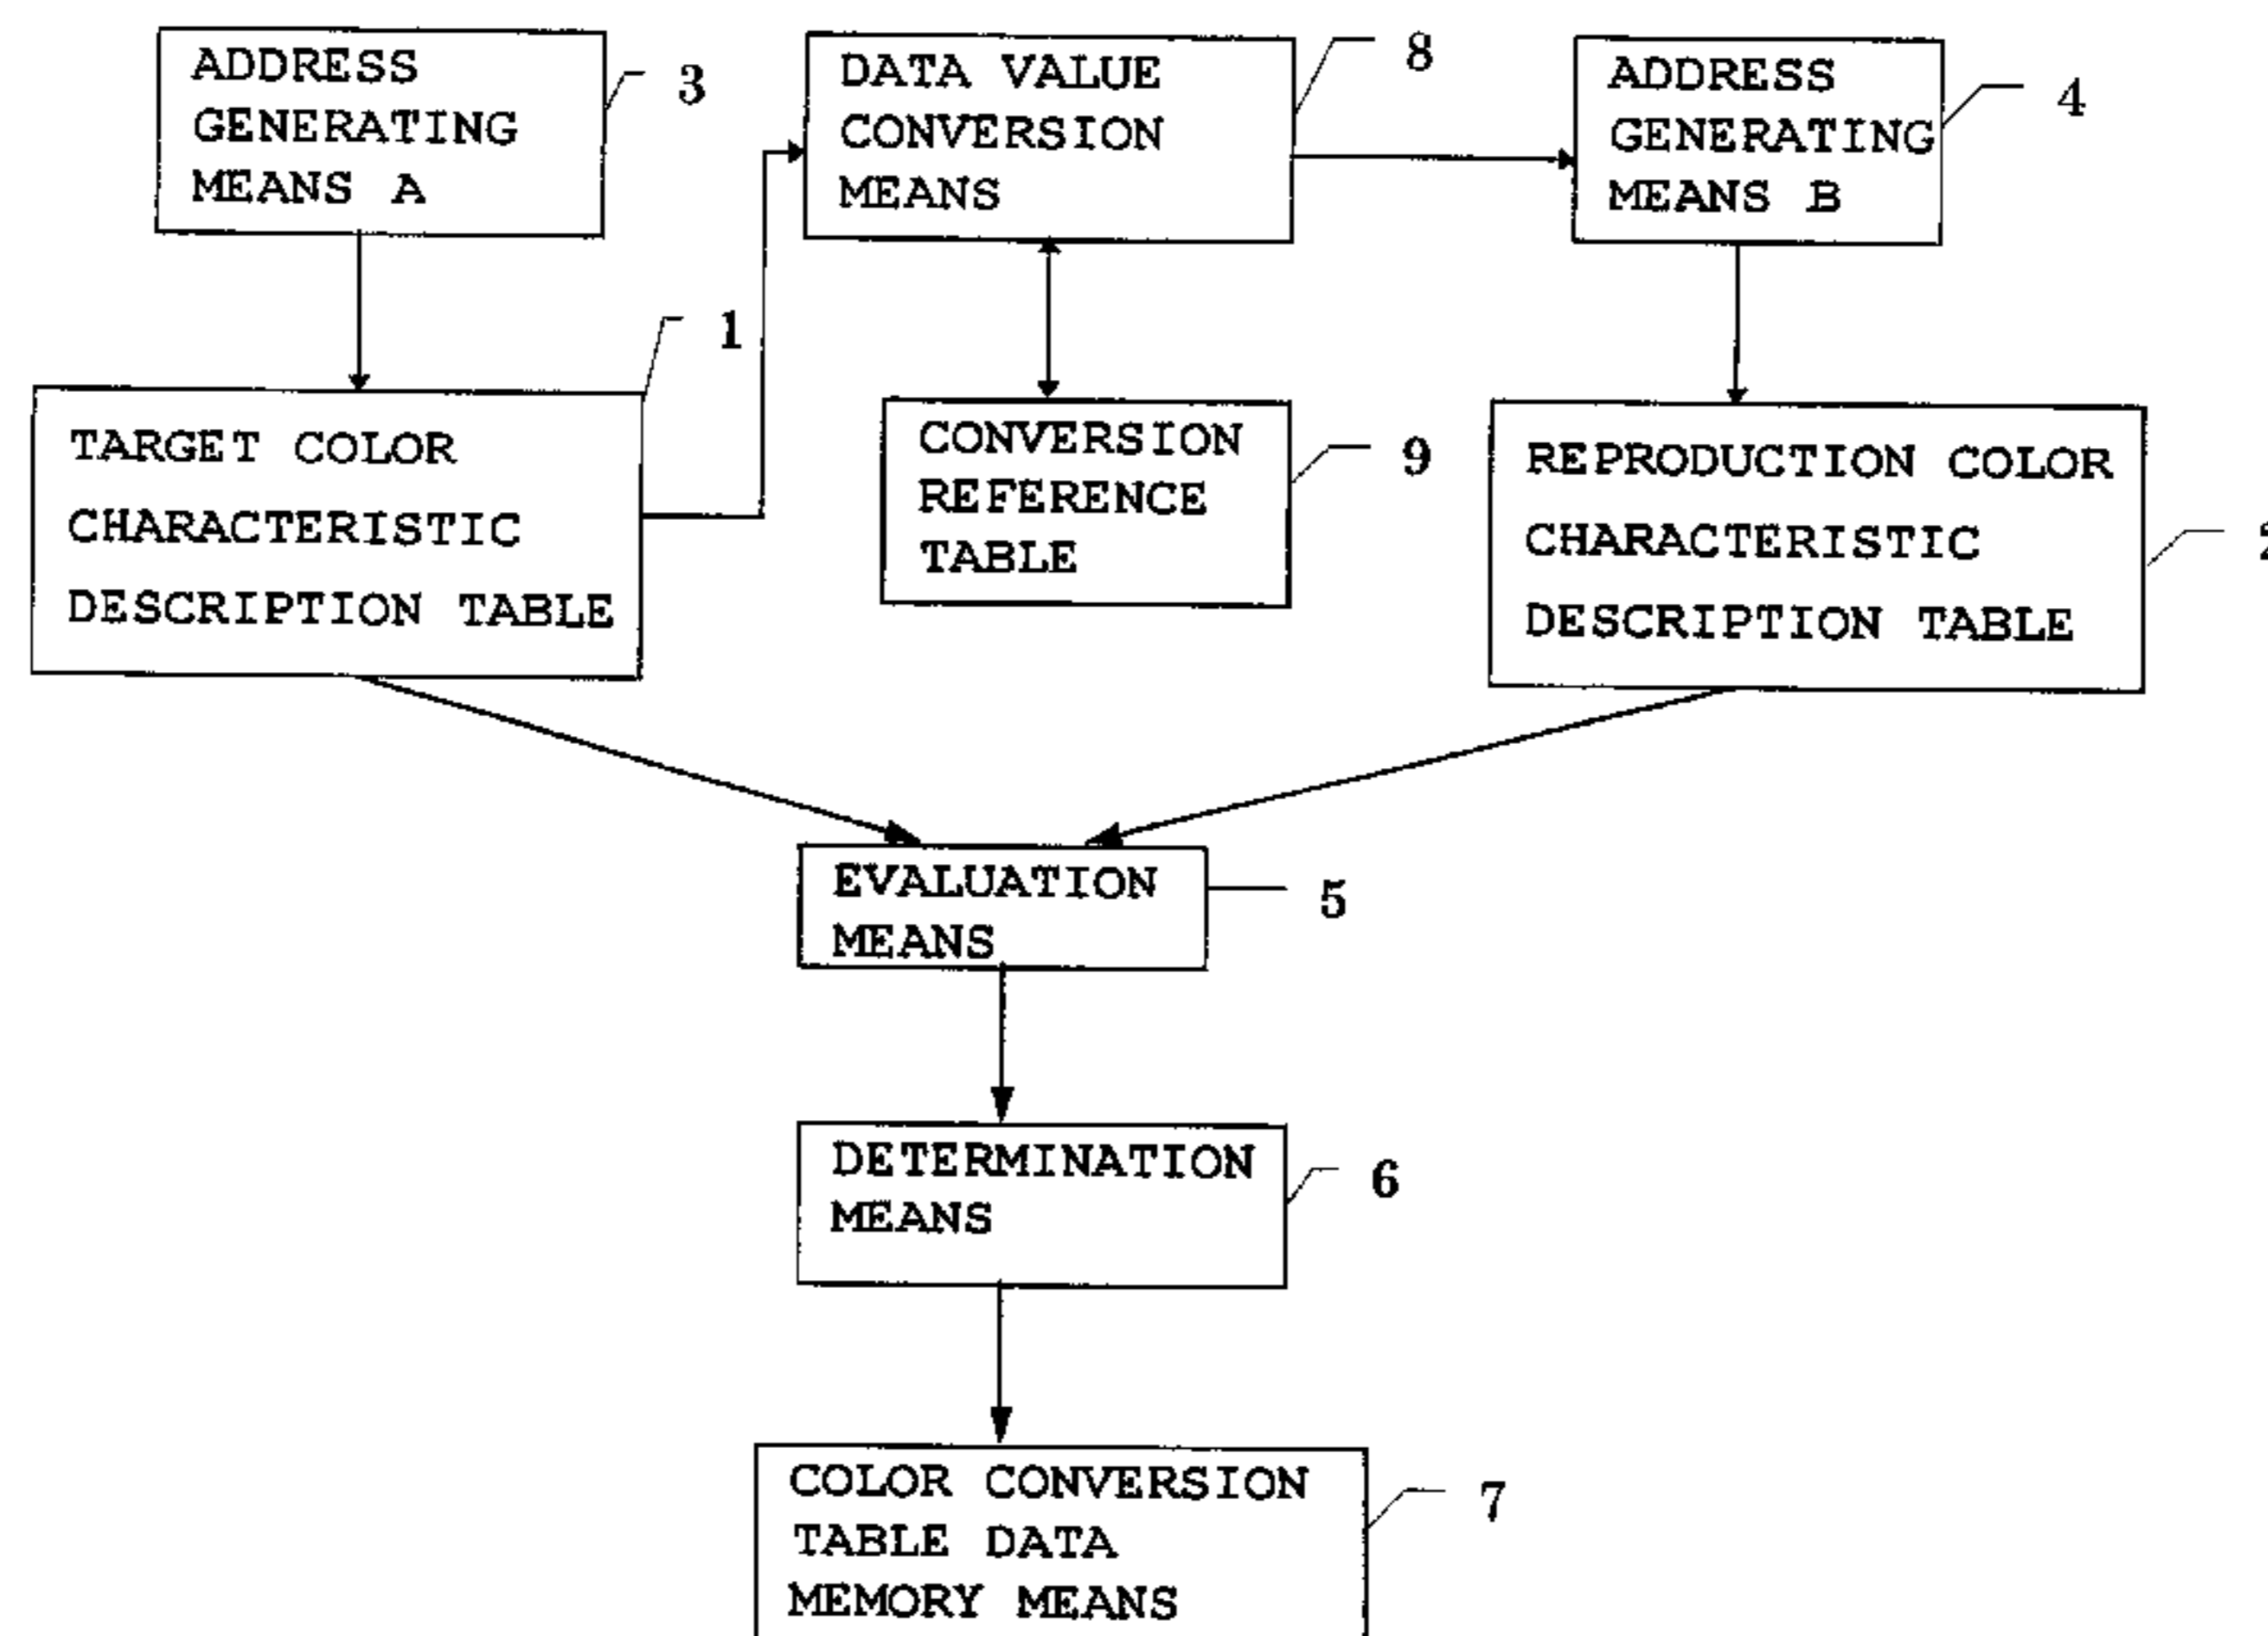 ADDRESS
GENERATING
MEANS A
3
DATA VALUE
CONVERSION
MEANS
8
ADDRESS
GENERATING
MEANS B
4
1
TARGET COLOR
CHARACTERISTIC
DESCRIPTION TABLE
CONVERSION
REFERENCE
TABLE
9
REPRODUCTION COLOR
CHARACTERISTIC
DESCRIPTION TABLE
2
EVALUATION
MEANS
5
DETERMINATION
MEANS
6
COLOR CONVERSION
TABLE DATA
MEMORY MEANS
7